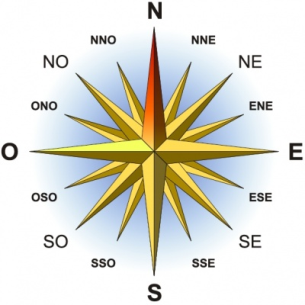 N
NNO NNE
NO NE
ONO ENE
O E
OSO ESE
SO SE
SSO SSE
S